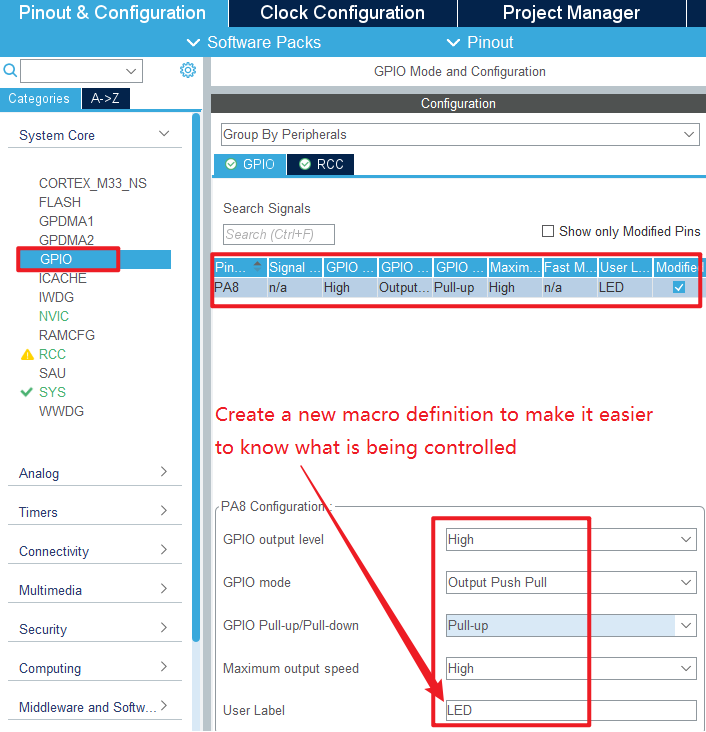 Pinout & Configuration
Clock Configuration
Project Manager
Software Packs
Pinout
GPIO Mode and Configuration
Categories
A->Z
Configuration
System Core
Group By Peripherals
GPIO
RCC
CORTEX_M33_NS
FLASH
GPDMA1
GPDMA2
GPIO
ICACHE
IWDG
NVIC
RAMCFG
RCC
SAU
SYS
WWDG
Search Signals
Search (Ctrl+F)
Show only Modified Pins
Pin... Signal ... GPIO ... GPIO ... GPIO ... Maxim... Fast M... User L... Modified
PA8 n/a High Output... Pull-up High n/a LED
Create a new macro definition to make it easier
to know what is being controlled
Analog
Timers
Connectivity
Multimedia
Security
Computing
Middleware and Softw...
PA8 Configuration :
GPIO output level High
GPIO mode Output Push Pull
GPIO Pull-up/Pull-down Pull-up
Maximum output speed High
User Label LED